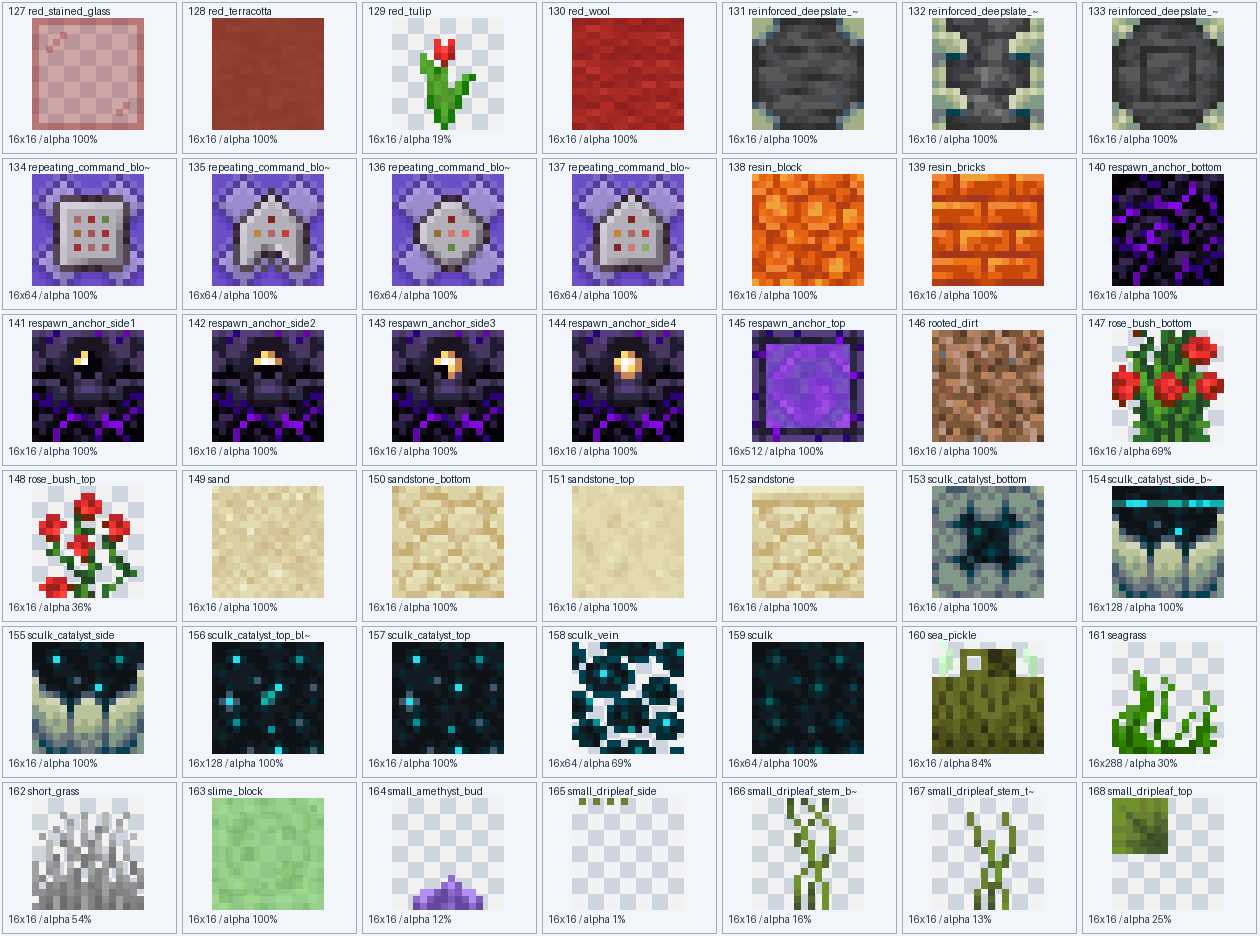 127 red_stained_glass
16x16 / alpha 100%
128 red_terracotta
16x16 / alpha 100%
129 red_tulip
16x16 / alpha 19%
130 red_wool
16x16 / alpha 100%
131 reinforced_deepslate_~
16x16 / alpha 100%
132 reinforced_deepslate_~
16x16 / alpha 100%
133 reinforced_deepslate_~
16x16 / alpha 100%
134 repeating_command_blo~
16x64 / alpha 100%
135 repeating_command_blo~
16x64 / alpha 100%
136 repeating_command_blo~
16x64 / alpha 100%
137 repeating_command_blo~
16x64 / alpha 100%
138 resin_block
16x16 / alpha 100%
139 resin_bricks
16x16 / alpha 100%
140 respawn_anchor_bottom
16x16 / alpha 100%
141 respawn_anchor_side1
16x16 / alpha 100%
142 respawn_anchor_side2
16x16 / alpha 100%
143 respawn_anchor_side3
16x16 / alpha 100%
144 respawn_anchor_side4
16x16 / alpha 100%
145 respawn_anchor_top
16x512 / alpha 100%
146 rooted_dirt
16x16 / alpha 100%
147 rose_bush_bottom
16x16 / alpha 69%
148 rose_bush_top
16x16 / alpha 36%
149 sand
16x16 / alpha 100%
150 sandstone_bottom
16x16 / alpha 100%
151 sandstone_top
16x16 / alpha 100%
152 sandstone
16x16 / alpha 100%
153 sculk_catalyst_bottom
16x16 / alpha 100%
154 sculk_catalyst_side_b~
16x128 / alpha 100%
155 sculk_catalyst_side
16x16 / alpha 100%
156 sculk_catalyst_top_bl~
16x128 / alpha 100%
157 sculk_catalyst_top
16x16 / alpha 100%
158 sculk_vein
16x64 / alpha 69%
159 sculk
16x64 / alpha 100%
160 sea_pickle
16x16 / alpha 84%
161 seagrass
16x288 / alpha 30%
162 short_grass
16x16 / alpha 54%
163 slime_block
16x16 / alpha 100%
164 small_amethyst_bud
16x16 / alpha 12%
165 small_dripleaf_side
16x16 / alpha 1%
166 small_dripleaf_stem_b~
16x16 / alpha 16%
167 small_dripleaf_stem_t~
16x16 / alpha 13%
168 small_dripleaf_top
16x16 / alpha 25%